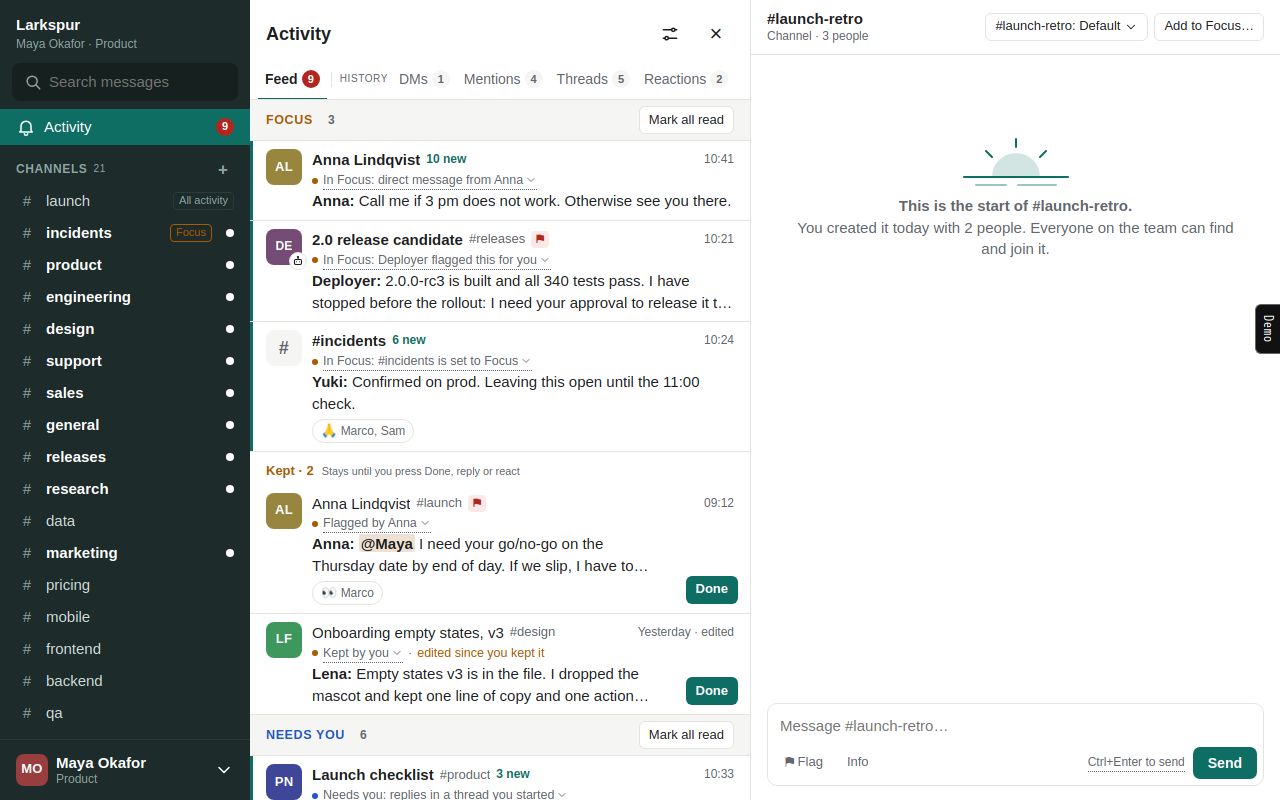 Larkspur
Maya Okafor · Product
Search messages
Activity 9
CHANNELS 21 +
# launch All activity
# incidents Focus
# product
# engineering
# design
# support
# sales
# general
# releases
# research
# data
# marketing
# pricing
# mobile
# frontend
# backend
# qa
MO Maya Okafor
Product
Activity
Feed 9 HISTORY DMs 1 Mentions 4 Threads 5 Reactions 2
FOCUS 3 Mark all read
AL Anna Lindqvist 10 new 10:41
In Focus: direct message from Anna
Anna: Call me if 3 pm does not work. Otherwise see you there.
DE 2.0 release candidate #releases 10:21
In Focus: Deployer flagged this for you
Deployer: 2.0.0-rc3 is built and all 340 tests pass. I have
stopped before the rollout: I need your approval to release it t…
# #incidents 6 new 10:24
In Focus: #incidents is set to Focus
Yuki: Confirmed on prod. Leaving this open until the 11:00
check.
🙏 Marco, Sam
Kept · 2 Stays until you press Done, reply or react
AL Anna Lindqvist #launch 09:12
Flagged by Anna
Anna: @Maya I need your go/no-go on the
Thursday date by end of day. If we slip, I have to…
👀 Marco
Done
LF Onboarding empty states, v3 #design Yesterday · edited
Kept by you · edited since you kept it
Lena: Empty states v3 is in the file. I dropped the
mascot and kept one line of copy and one action…
Done
NEEDS YOU 6 Mark all read
PN Launch checklist #product 3 new 10:33
Needs you: replies in a thread you started
#launch-retro
Channel · 3 people
#launch-retro: Default
Add to Focus…
This is the start of #launch-retro.
You created it today with 2 people. Everyone on the team can find
and join it.
Demo
Message #launch-retro…
Flag Info Ctrl+Enter to send Send